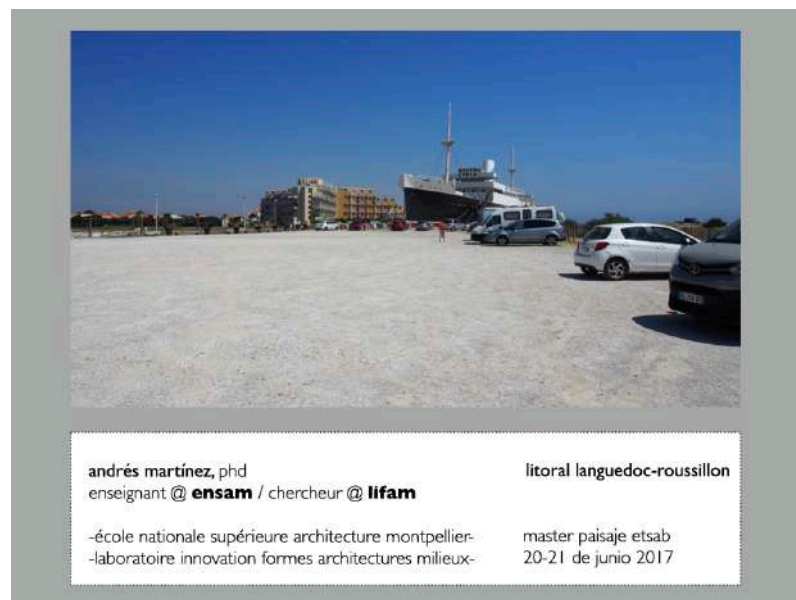 andrés martínez, phd
enseignant @ ensam / chercheur @ lifam
-école nationale supérieure architecture montpellier-
-laboratoire innovation formes architectures milieux-
litoral languedoc-roussillon
master paisaje etsab
20-21 de junio 2017